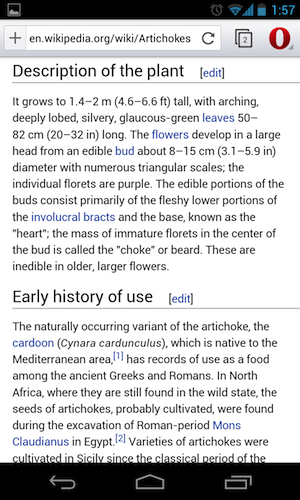 1:57
en.wikipedia.org/wiki/Artichokes
2
Description of the plant [edit]
It grows to 1.4–2 m (4.6–6.6 ft) tall, with arching,
deeply lobed, silvery, glaucous-green leaves 50–
82 cm (20–32 in) long. The flowers develop in a large
head from an edible bud about 8–15 cm (3.1–5.9 in)
diameter with numerous triangular scales; the
individual florets are purple. The edible portions of the
buds consist primarily of the fleshy lower portions of
the involucral bracts and the base, known as the
"heart"; the mass of immature florets in the center of
the bud is called the "choke" or beard. These are
inedible in older, larger flowers.
Early history of use [edit]
The naturally occurring variant of the artichoke, the
cardoon (Cynara cardunculus), which is native to the
Mediterranean area,[1] has records of use as a food
among the ancient Greeks and Romans. In North
Africa, where they are still found in the wild state, the
seeds of artichokes, probably cultivated, were found
during the excavation of Roman-period Mons
Claudianus in Egypt.[2] Varieties of artichokes were
cultivated in Sicily since the classical period of the